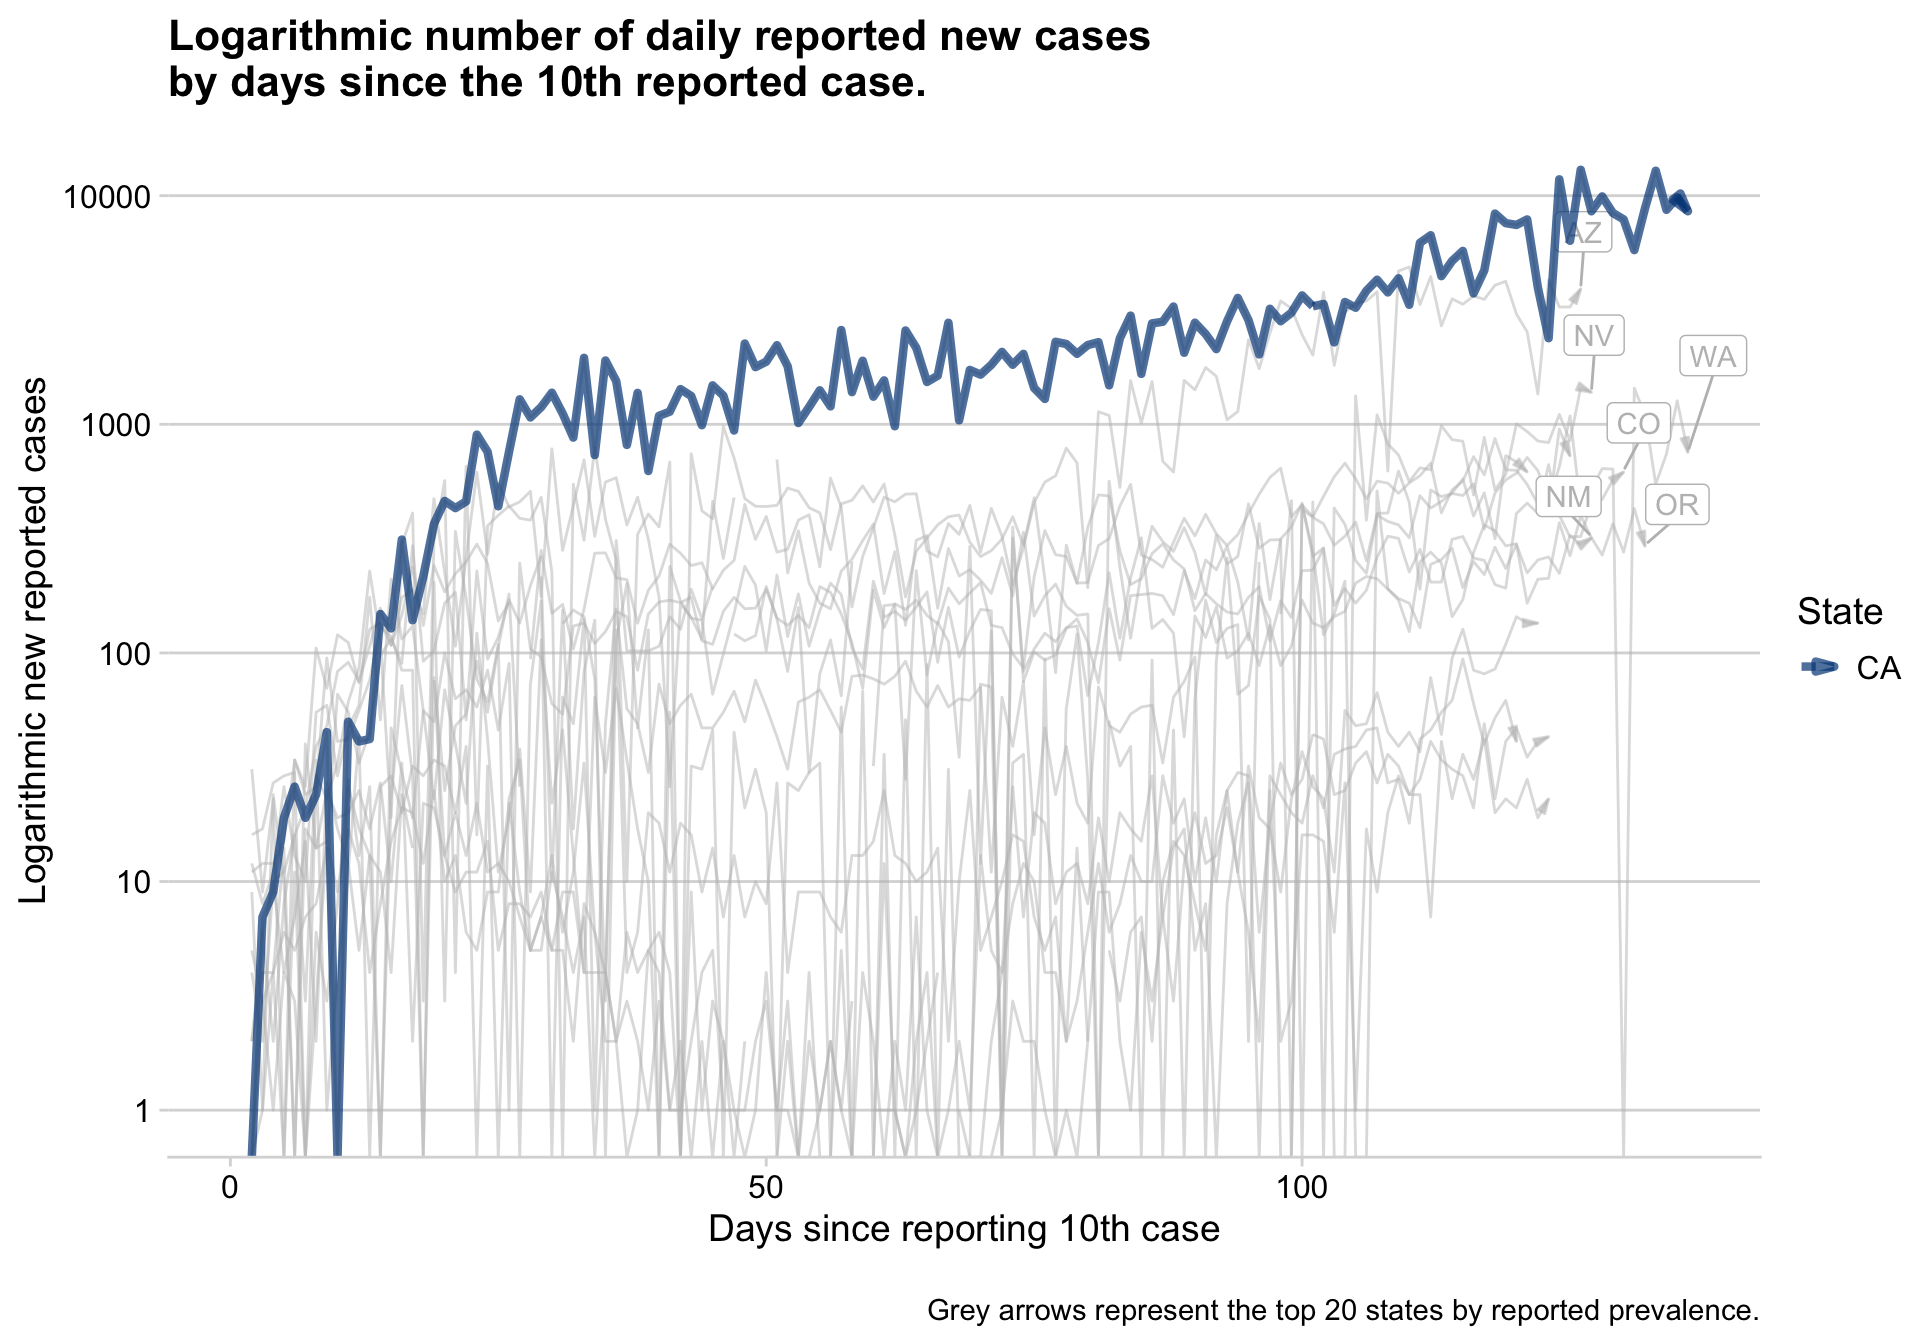 Logarithmic number of daily reported new cases
by days since the 10th reported case.
Logarithmic new reported cases
10000
1000
100
10
1
AZ
NV
WA
CO
NM
OR
State
CA
0
50
100
Days since reporting 10th case
Grey arrows represent the top 20 states by reported prevalence.